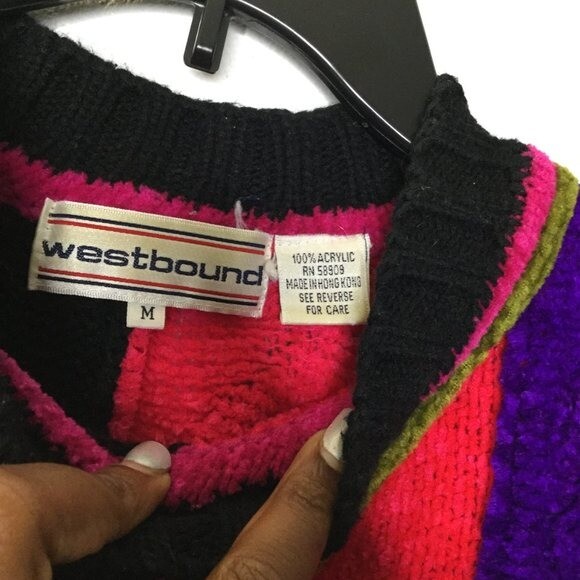 westbound
M
100% ACRYLIC
RN 58909
MADE IN HONG KONG
SEE REVERSE
FOR CARE